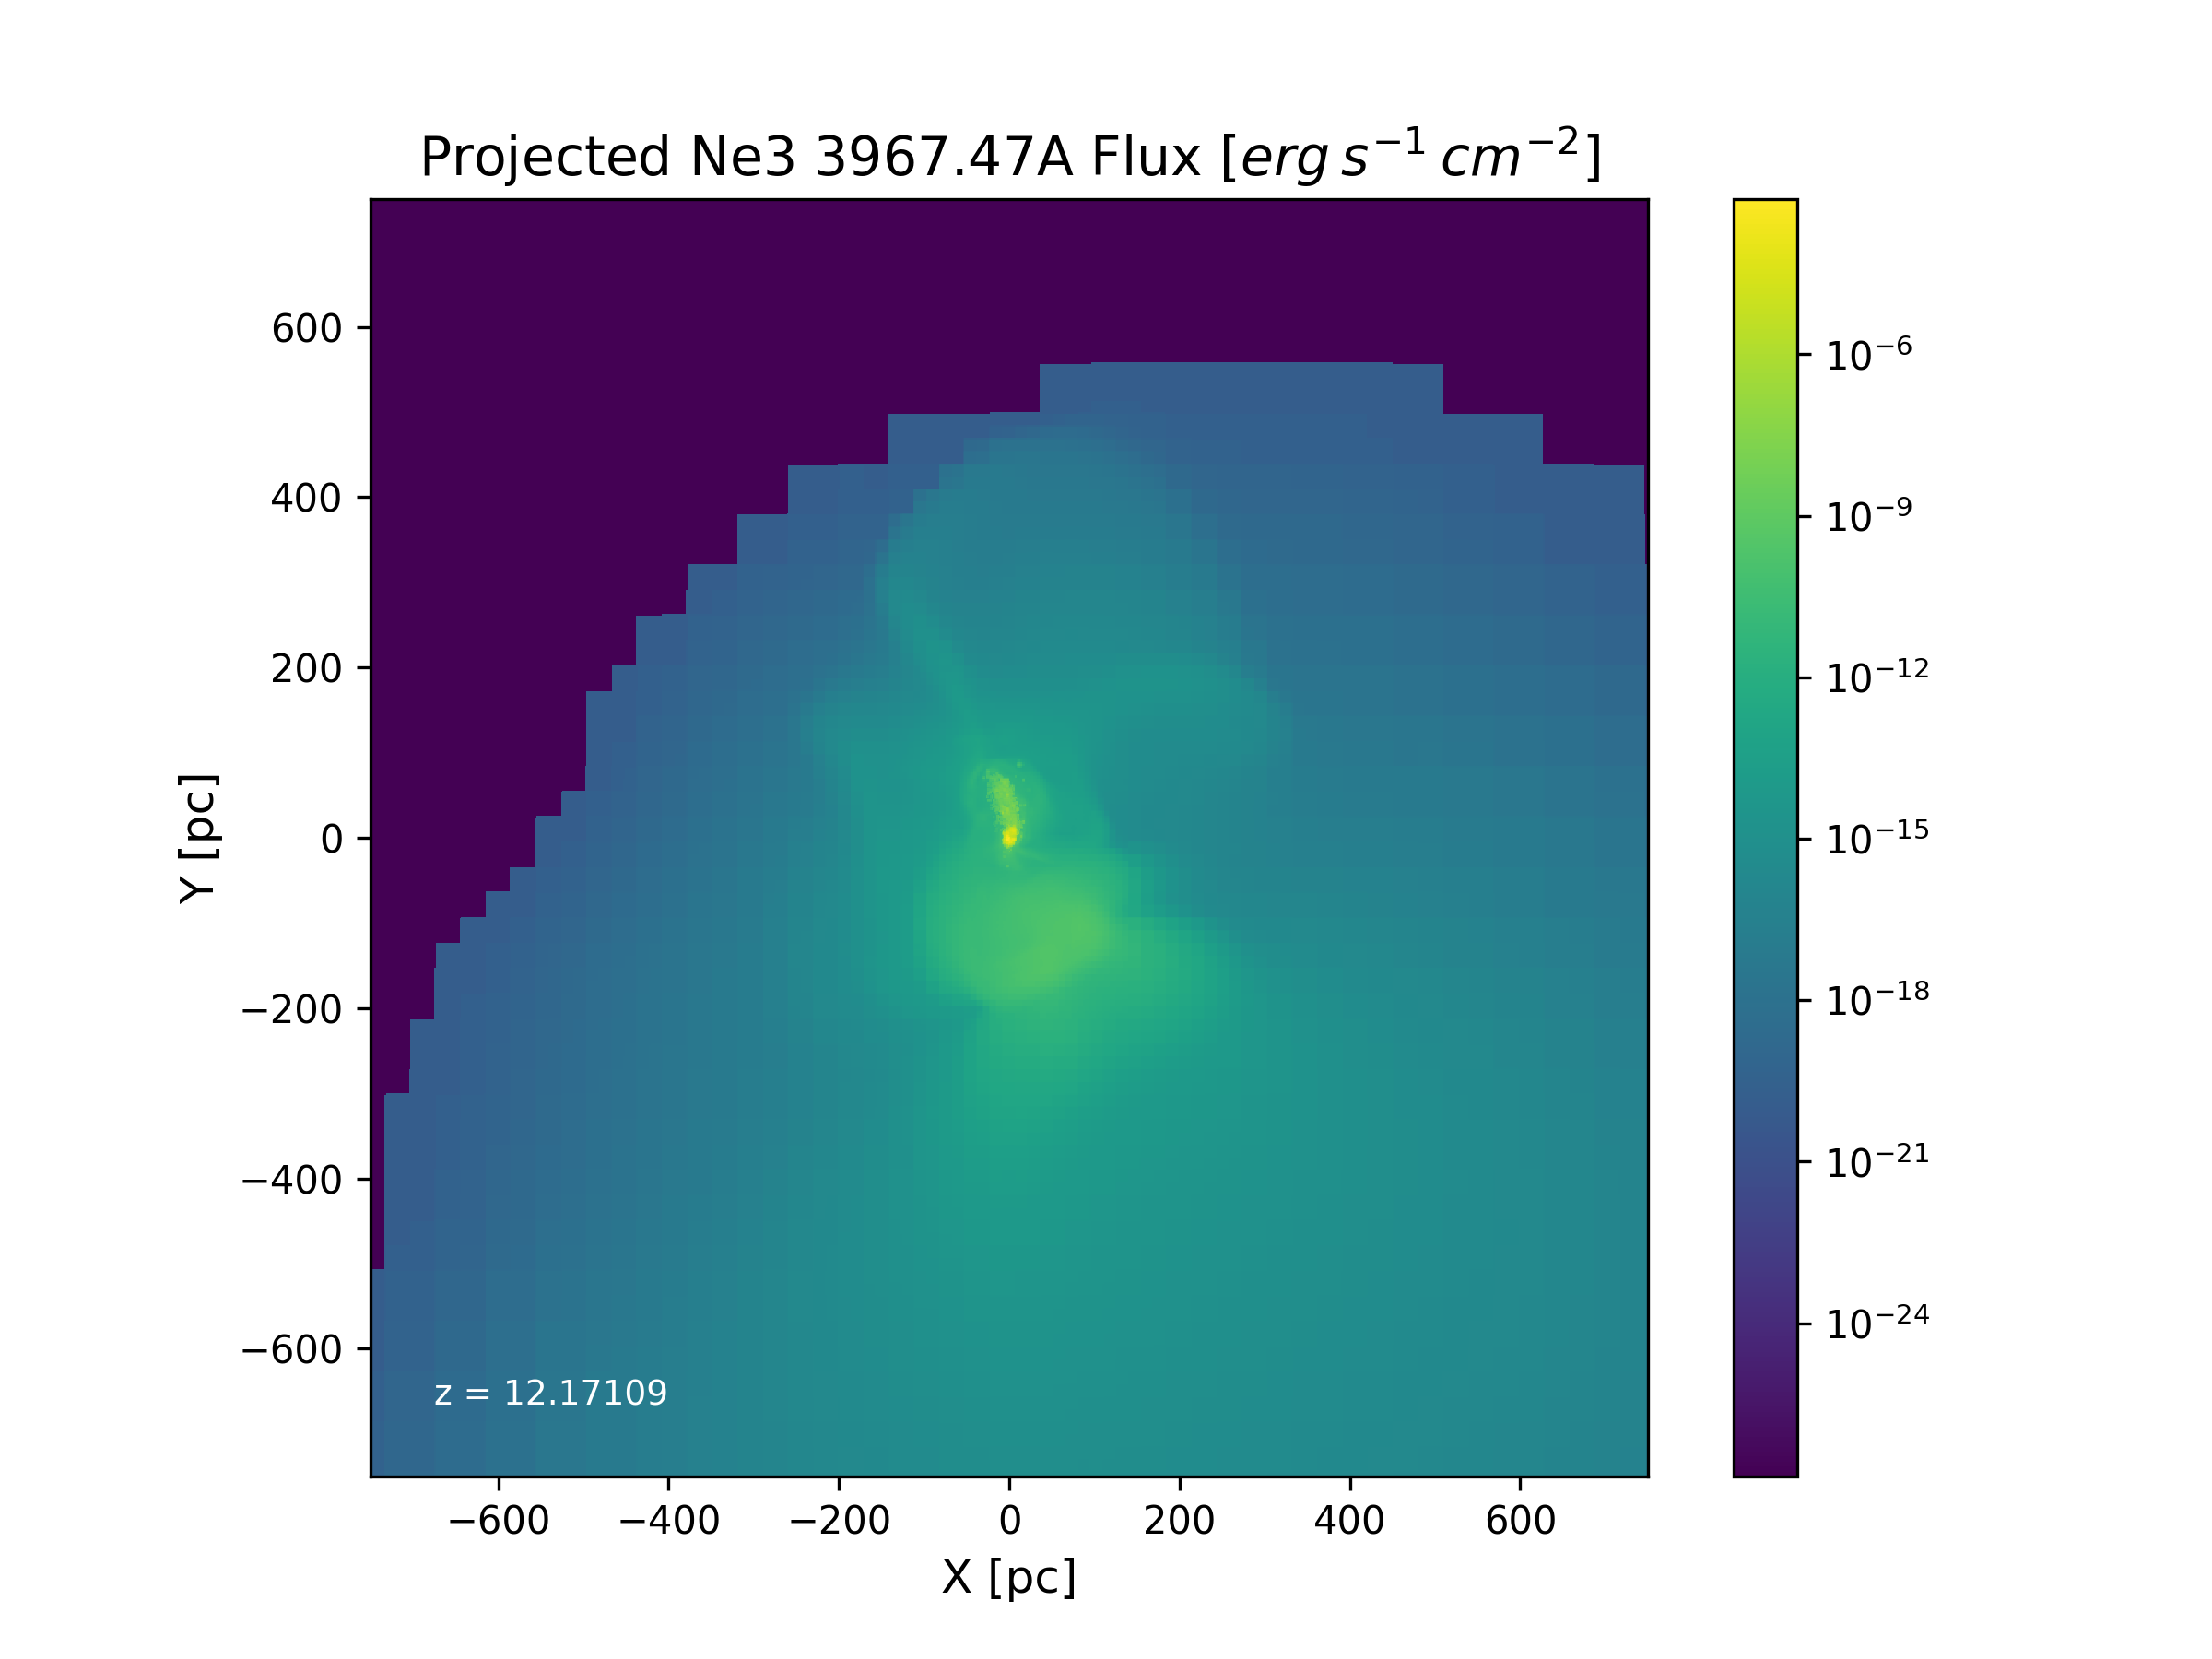 Projected Ne3 3967.47A Flux [erg s⁻¹ cm⁻²]
Y [pc]
600
400
200
0
−200
−400
−600
z = 12.17109
−600 −400 −200 0 200 400 600
X [pc]
10⁻⁶
10⁻⁹
10⁻¹²
10⁻¹⁵
10⁻¹⁸
10⁻²¹
10⁻²⁴